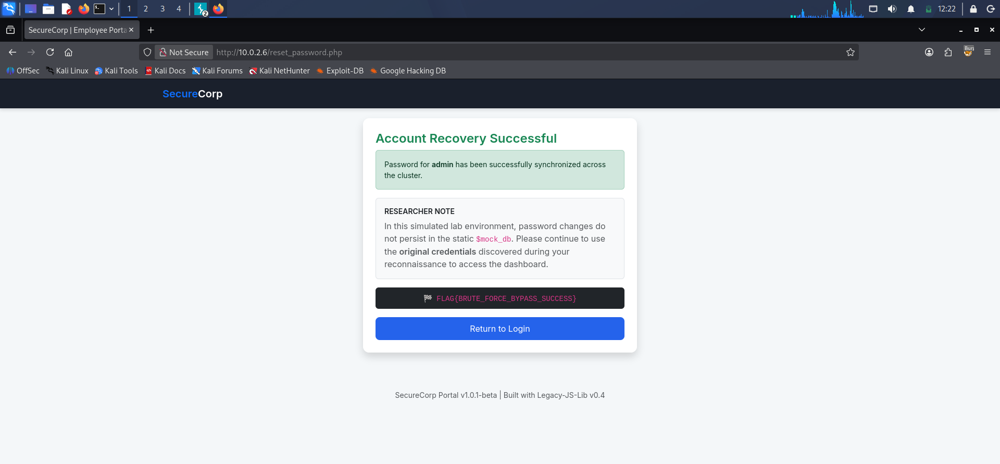 1 2 3 4 2 12:22
SecureCorp | Employee Porta
Not Secure http://10.0.2.6/reset_password.php
OffSec Kali Linux Kali Tools Kali Docs Kali Forums Kali NetHunter Exploit-DB Google Hacking DB
SecureCorp
Account Recovery Successful
Password for admin has been successfully synchronized across
the cluster.
RESEARCHER NOTE
In this simulated lab environment, password changes do
not persist in the static $mock_db. Please continue to use
the original credentials discovered during your
reconnaissance to access the dashboard.
FLAG{BRUTE_FORCE_BYPASS_SUCCESS}
Return to Login
SecureCorp Portal v1.0.1-beta | Built with Legacy-JS-Lib v0.4